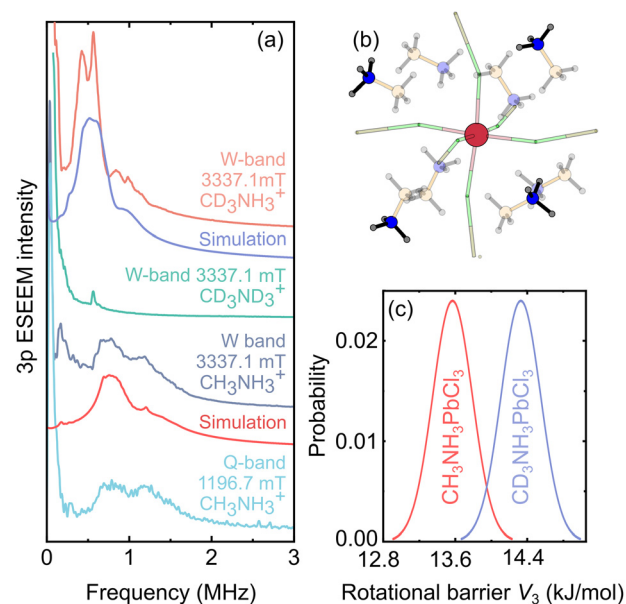 (a)
W-band
3337.1mT
CD₃NH₃⁺
Simulation
W-band 3337.1 mT
CD₃ND₃⁺
W band
3337.1 mT
CH₃NH₃⁺
Simulation
Q-band
1196.7 mT
CH₃NH₃⁺
3p ESEEM intensity
0 1 2 3
Frequency (MHz)
(b)
(c)
0.02
0.01
0.00
Probability
CH₃NH₃PbCl₃
CD₃NH₃PbCl₃
12.8 13.6 14.4
Rotational barrier V₃ (kJ/mol)